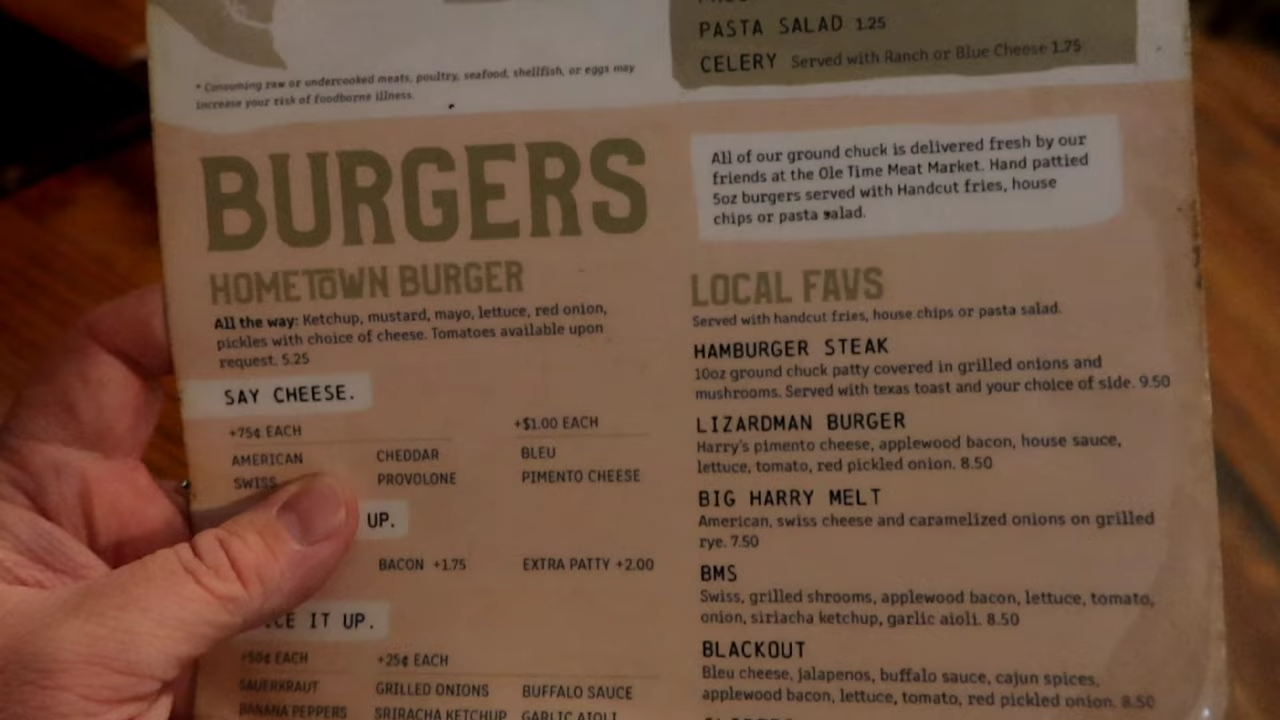 PASTA SALAD 1.25
CELERY Served with Ranch or Blue Cheese 1.75
* Consuming raw or undercooked meats, poultry, seafood, shellfish, or eggs may
increase your risk of foodborne illness.
BURGERS
All of our ground chuck is delivered fresh by our
friends at the Ole Time Meat Market. Hand pattied
5oz burgers served with Handcut fries, house
chips or pasta salad.
HOMETOWN BURGER
All the way: Ketchup, mustard, mayo, lettuce, red onion,
pickles with choice of cheese. Tomatoes available upon
request. 5.25
SAY CHEESE.
+75¢ EACH
+$1.00 EACH
AMERICAN CHEDDAR BLEU
SWISS PROVOLONE PIMENTO CHEESE
UP.
BACON +1.75 EXTRA PATTY +2.00
IT UP.
+50¢ EACH +25¢ EACH
SAUERKRAUT GRILLED ONIONS BUFFALO SAUCE
BANANA PEPPERS SRIRACHA KETCHUP GARLIC AIOLI
LOCAL FAVS
Served with handcut fries, house chips or pasta salad.
HAMBURGER STEAK
10oz ground chuck patty covered in grilled onions and
mushrooms. Served with texas toast and your choice of side. 9.50
LIZARDMAN BURGER
Harry's pimento cheese, applewood bacon, house sauce,
lettuce, tomato, red pickled onion. 8.50
BIG HARRY MELT
American, swiss cheese and caramelized onions on grilled
rye. 7.50
BMS
Swiss, grilled shrooms, applewood bacon, lettuce, tomato,
onion, siriacha ketchup, garlic aioli. 8.50
BLACKOUT
Bleu cheese, jalapenos, buffalo sauce, cajun spices,
applewood bacon, lettuce, tomato, red pickled onion. 8.50